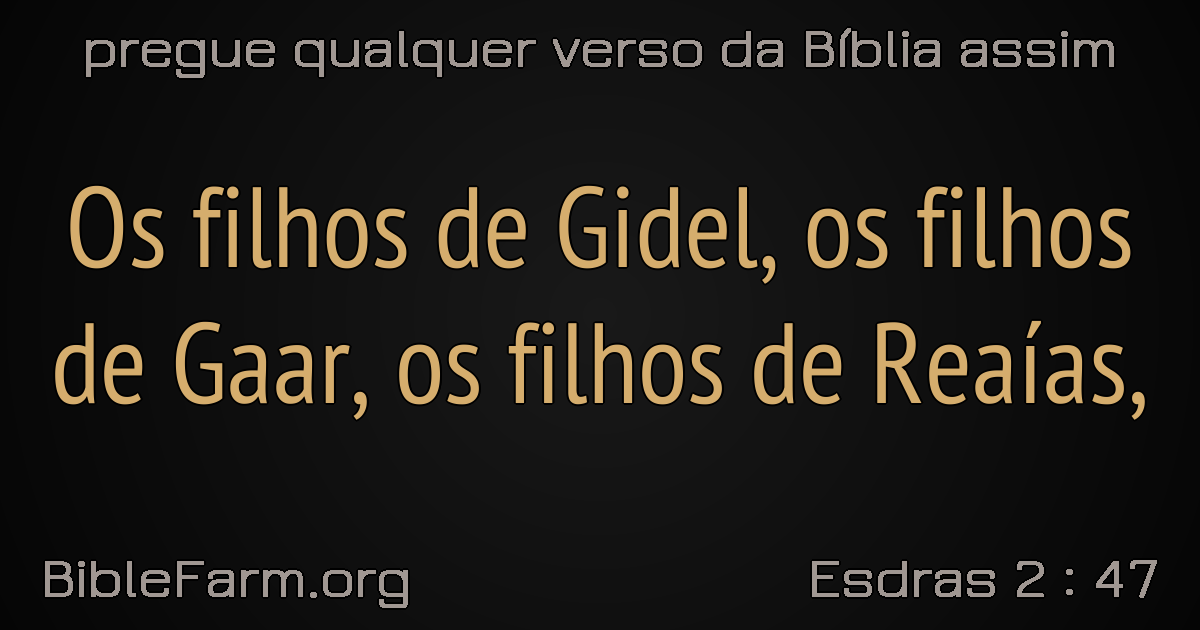 pregue qualquer verso da Bíblia assim
Os filhos de Gidel, os filhos
de Gaar, os filhos de Reaías,
BibleFarm.org
Esdras 2 : 47